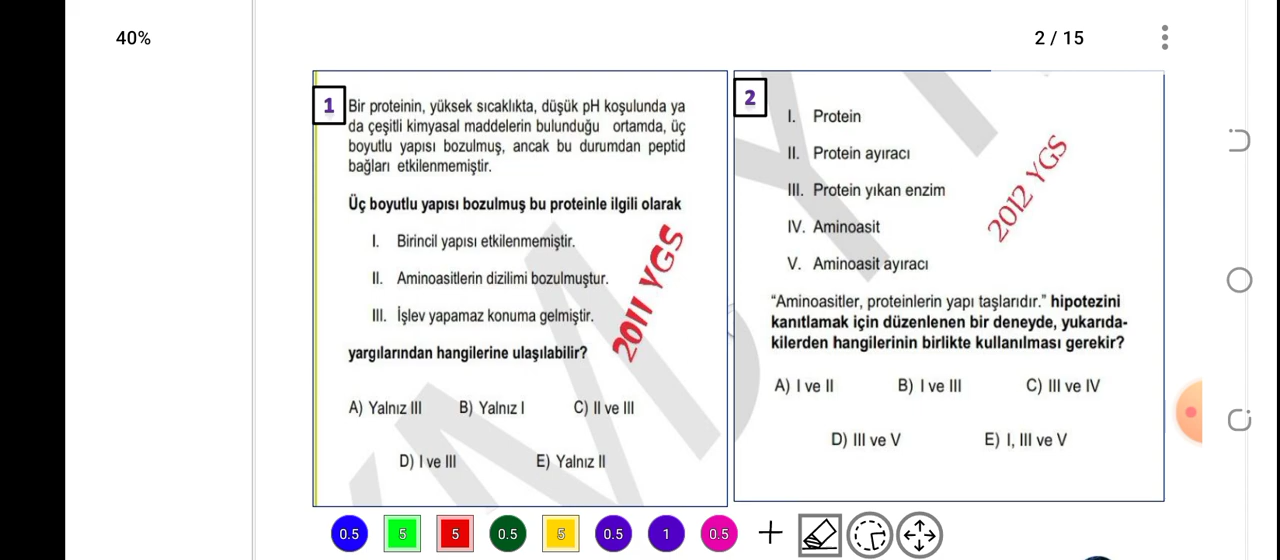 40%
2 / 15
1
Bir proteinin, yüksek sıcaklıkta, düşük pH koşulunda ya
da çeşitli kimyasal maddelerin bulunduğu ortamda, üç
boyutlu yapısı bozulmuş, ancak bu durumdan peptid
bağları etkilenmemiştir.
Üç boyutlu yapısı bozulmuş bu proteinle ilgili olarak
I. Birincil yapısı etkilenmemiştir.
II. Aminoasitlerin dizilimi bozulmuştur.
III. İşlev yapamaz konuma gelmiştir.
2011 YGS
yargılarından hangilerine ulaşılabilir?
A) Yalnız III B) Yalnız I C) II ve III
D) I ve III E) Yalnız II
2
I. Protein
II. Protein ayıracı
III. Protein yıkan enzim
IV. Aminoasit
V. Aminoasit ayıracı
2012 YGS
“Aminoasitler, proteinlerin yapı taşlarıdır.” hipotezini
kanıtlamak için düzenlenen bir deneyde, yukarıda-
kilerden hangilerinin birlikte kullanılması gerekir?
A) I ve II B) I ve III C) III ve IV
D) III ve V E) I, III ve V
0.5 5 5 0.5 5 0.5 1 0.5